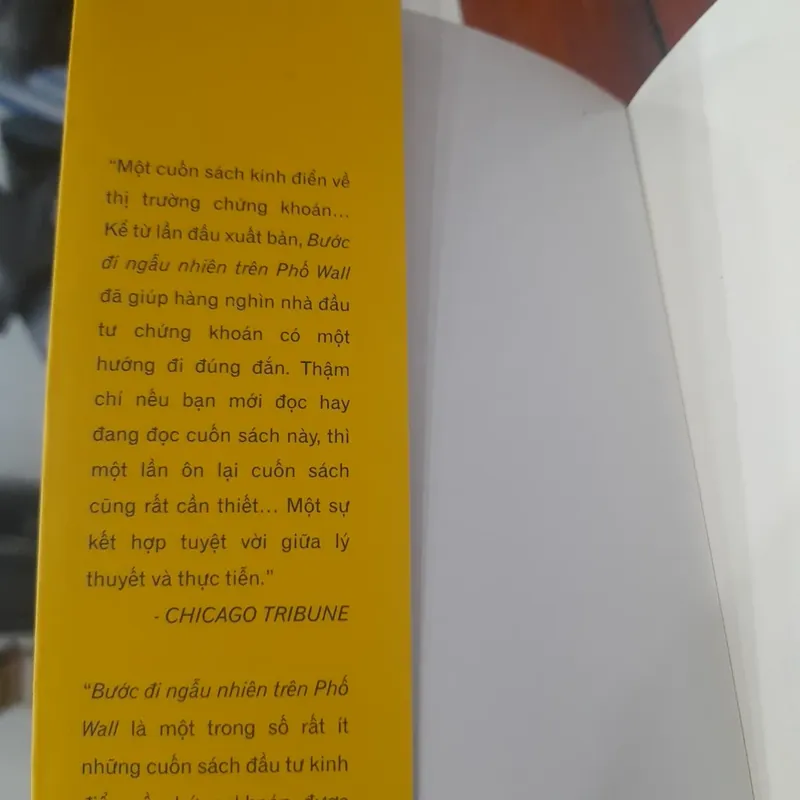 “Một cuốn sách kinh điển về
thị trường chứng khoán...
Kể từ lần đầu xuất bản, Bước
đi ngẫu nhiên trên Phố Wall
đã giúp hàng nghìn nhà đầu
tư chứng khoán có một
hướng đi đúng đắn. Thậm
chí nếu bạn mới đọc hay
đang đọc cuốn sách này, thì
một lần ôn lại cuốn sách
cũng rất cần thiết... Một sự
kết hợp tuyệt vời giữa lý
thuyết và thực tiễn."
- CHICAGO TRIBUNE
“Bước đi ngẫu nhiên trên Phố
Wall là một trong số rất ít
những cuốn sách đầu tư kinh